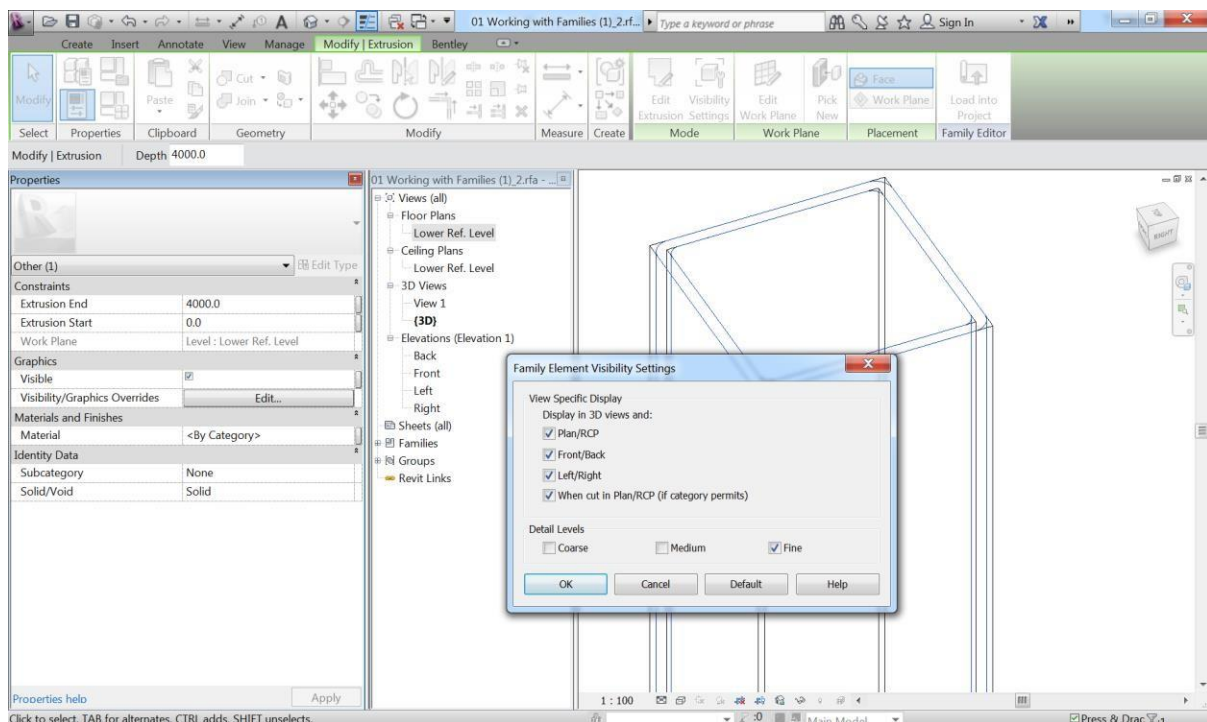 01 Working with Families (1)_2.rf...
Type a keyword or phrase
Sign In
Create Insert Annotate View Manage Modify | Extrusion Bentley
Modify
Paste
Cut
Join
Edit Extrusion
Visibility Settings
Edit Work Plane
Pick New
Face
Work Plane
Load into Project
Select Properties Clipboard Geometry Modify Measure Create Mode Work Plane Placement Family Editor
Modify | Extrusion Depth 4000.0
Properties
Other (1) Edit Type
Constraints
Extrusion End 4000.0
Extrusion Start 0.0
Work Plane Level : Lower Ref. Level
Graphics
Visible
Visibility/Graphics Overrides Edit...
Materials and Finishes
Material <By Category>
Identity Data
Subcategory None
Solid/Void Solid
Properties help Apply
01 Working with Families (1)_2.rfa - ...
Views (all)
Floor Plans
Lower Ref. Level
Ceiling Plans
Lower Ref. Level
3D Views
View 1
{3D}
Elevations (Elevation 1)
Back
Front
Left
Right
Sheets (all)
Families
Groups
Revit Links
RIGHT
Family Element Visibility Settings
View Specific Display
Display in 3D views and:
Plan/RCP
Front/Back
Left/Right
When cut in Plan/RCP (if category permits)
Detail Levels
Coarse Medium Fine
OK Cancel Default Help
1 : 100
Click to select, TAB for alternates, CTRL adds, SHIFT unselects.
:0 Main Model Press & Drag